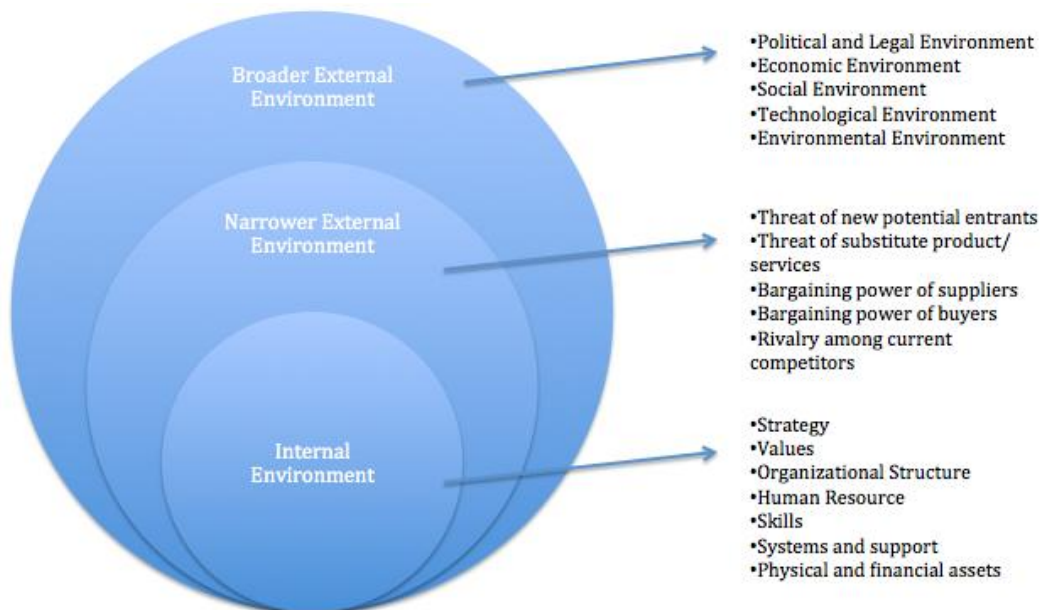 Broader External
Environment
•Political and Legal Environment
•Economic Environment
•Social Environment
•Technological Environment
•Environmental Environment
Narrower External
Environment
•Threat of new potential entrants
•Threat of substitute product/
services
•Bargaining power of suppliers
•Bargaining power of buyers
•Rivalry among current
competitors
Internal
Environment
•Strategy
•Values
•Organizational Structure
•Human Resource
•Skills
•Systems and support
•Physical and financial assets